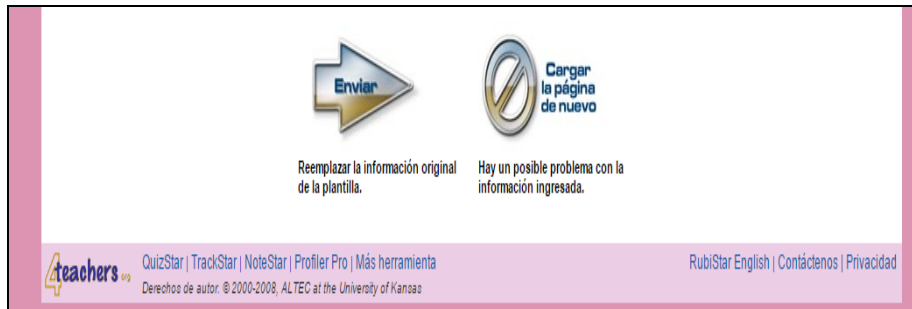 Enviar
Cargar
la página
de nuevo
Reemplazar la información original
de la plantilla.
Hay un posible problema con la
información ingresada.
4teachers.org
QuizStar | TrackStar | NoteStar | Profiler Pro | Más herramienta
RubiStar English | Contáctenos | Privacidad
Derechos de autor. © 2000-2008, ALTEC at the University of Kansas